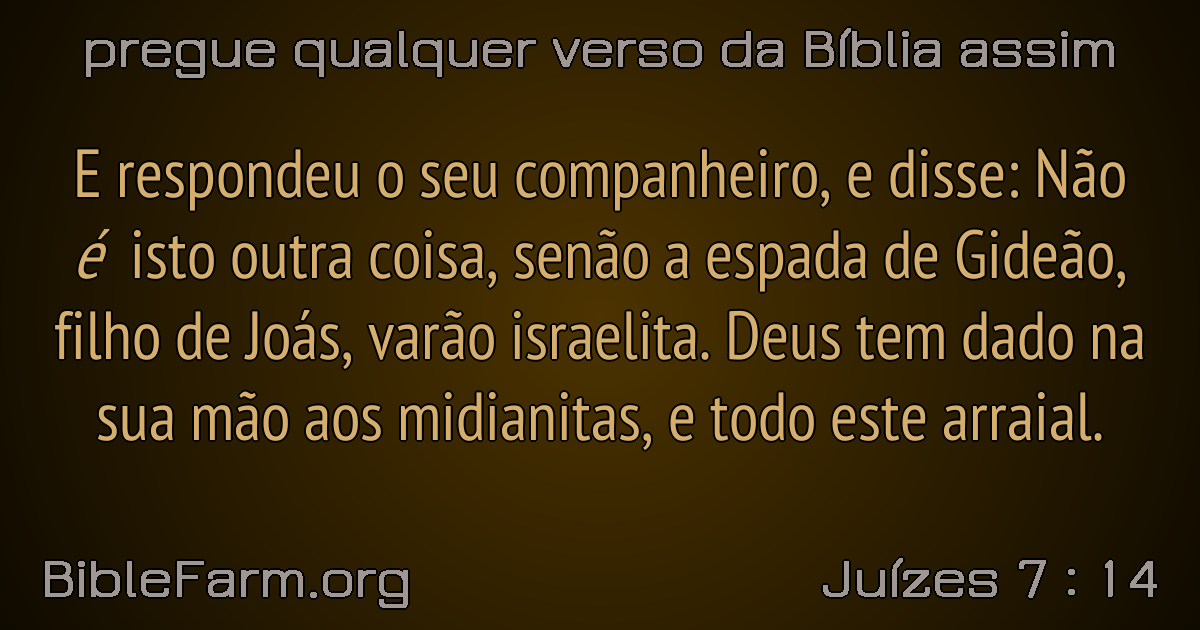 pregue qualquer verso da Bíblia assim
E respondeu o seu companheiro, e disse: Não
é isto outra coisa, senão a espada de Gideão,
filho de Joás, varão israelita. Deus tem dado na
sua mão aos midianitas, e todo este arraial.
BibleFarm.org
Juízes 7 : 14